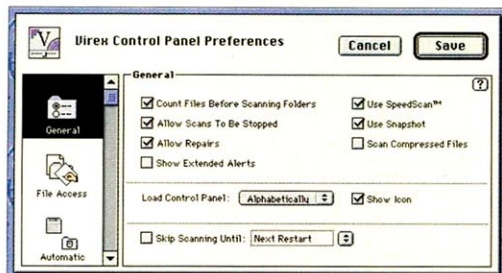 Virex Control Panel Preferences
Cancel
Save
General
File Access
Automatic
General
?
Count Files Before Scanning Folders
Allow Scans To Be Stopped
Allow Repairs
Show Extended Alerts
Use SpeedScan™
Use Snapshot
Scan Compressed Files
Load Control Panel: Alphabetically
Show Icon
Skip Scanning Until: Next Restart